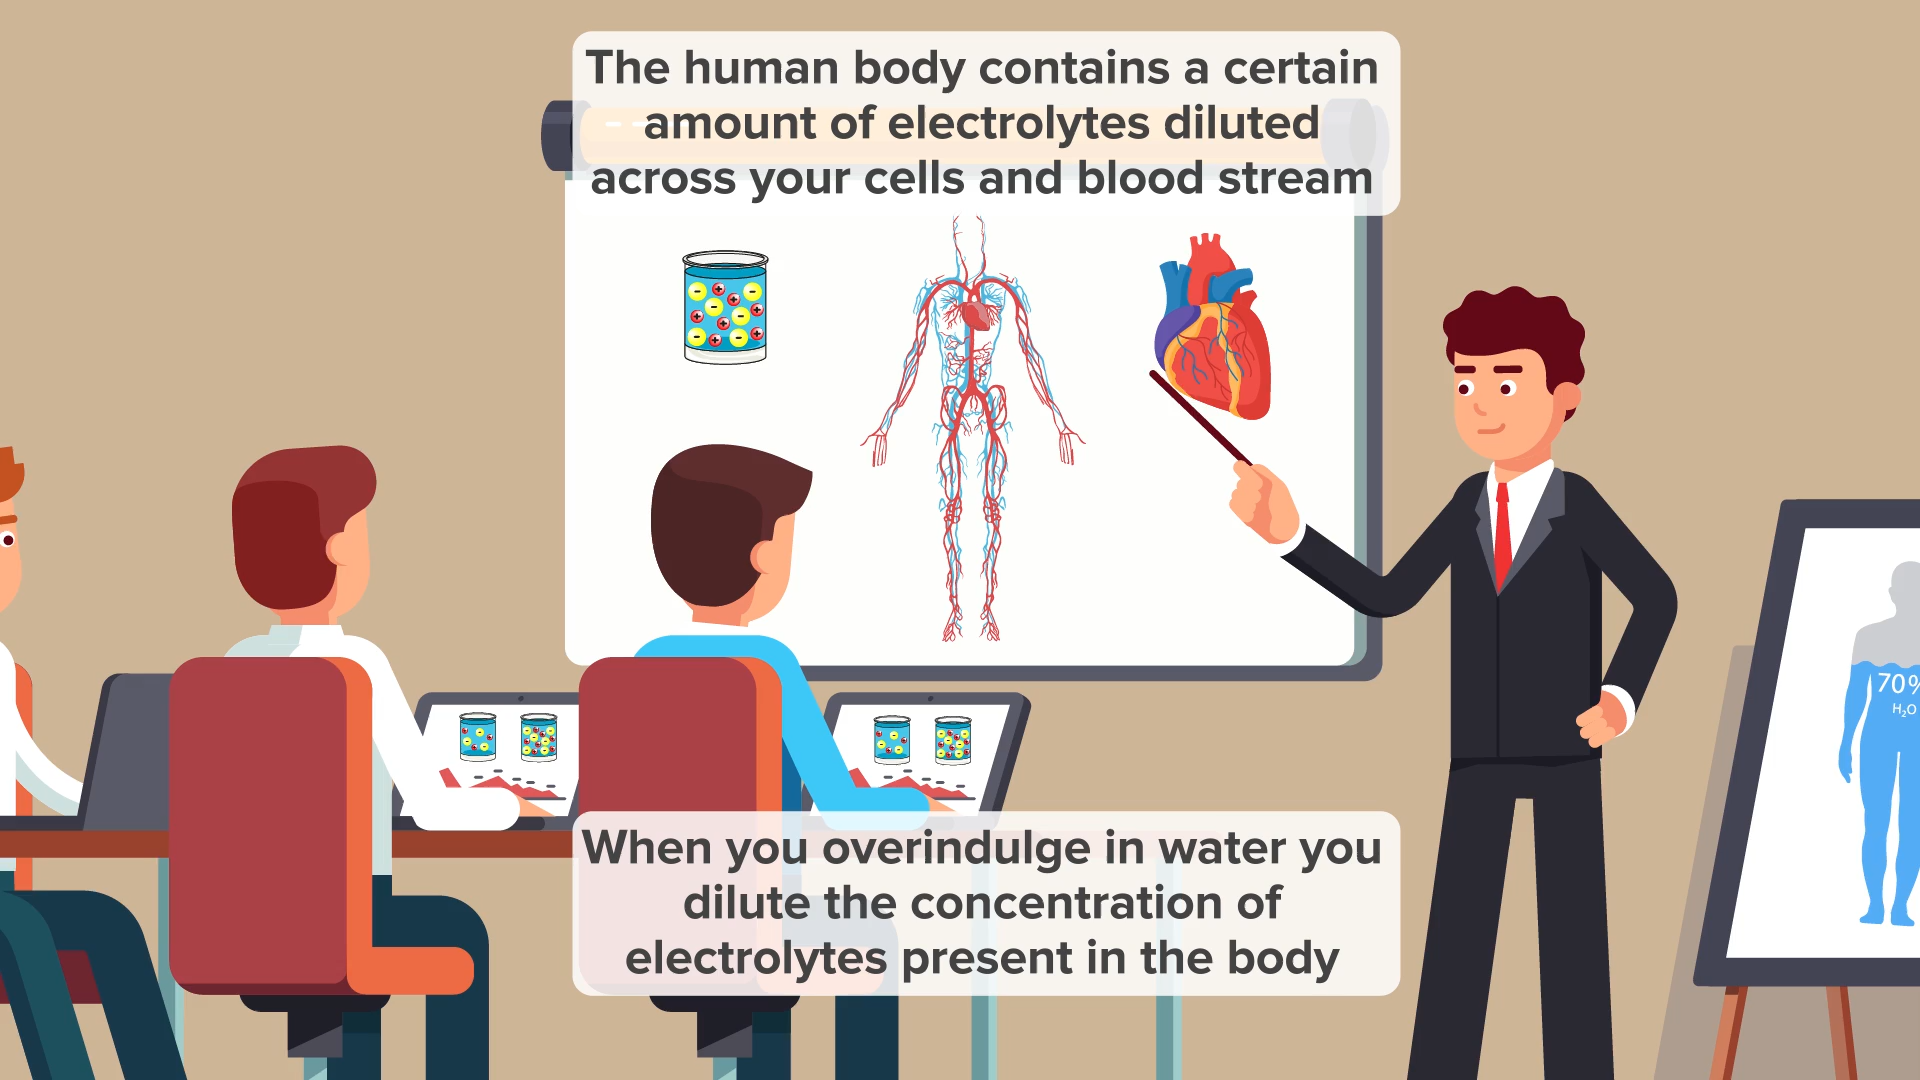 The human body contains a certain
amount of electrolytes diluted
across your cells and blood stream
70%
H₂O
When you overindulge in water you
dilute the concentration of
electrolytes present in the body